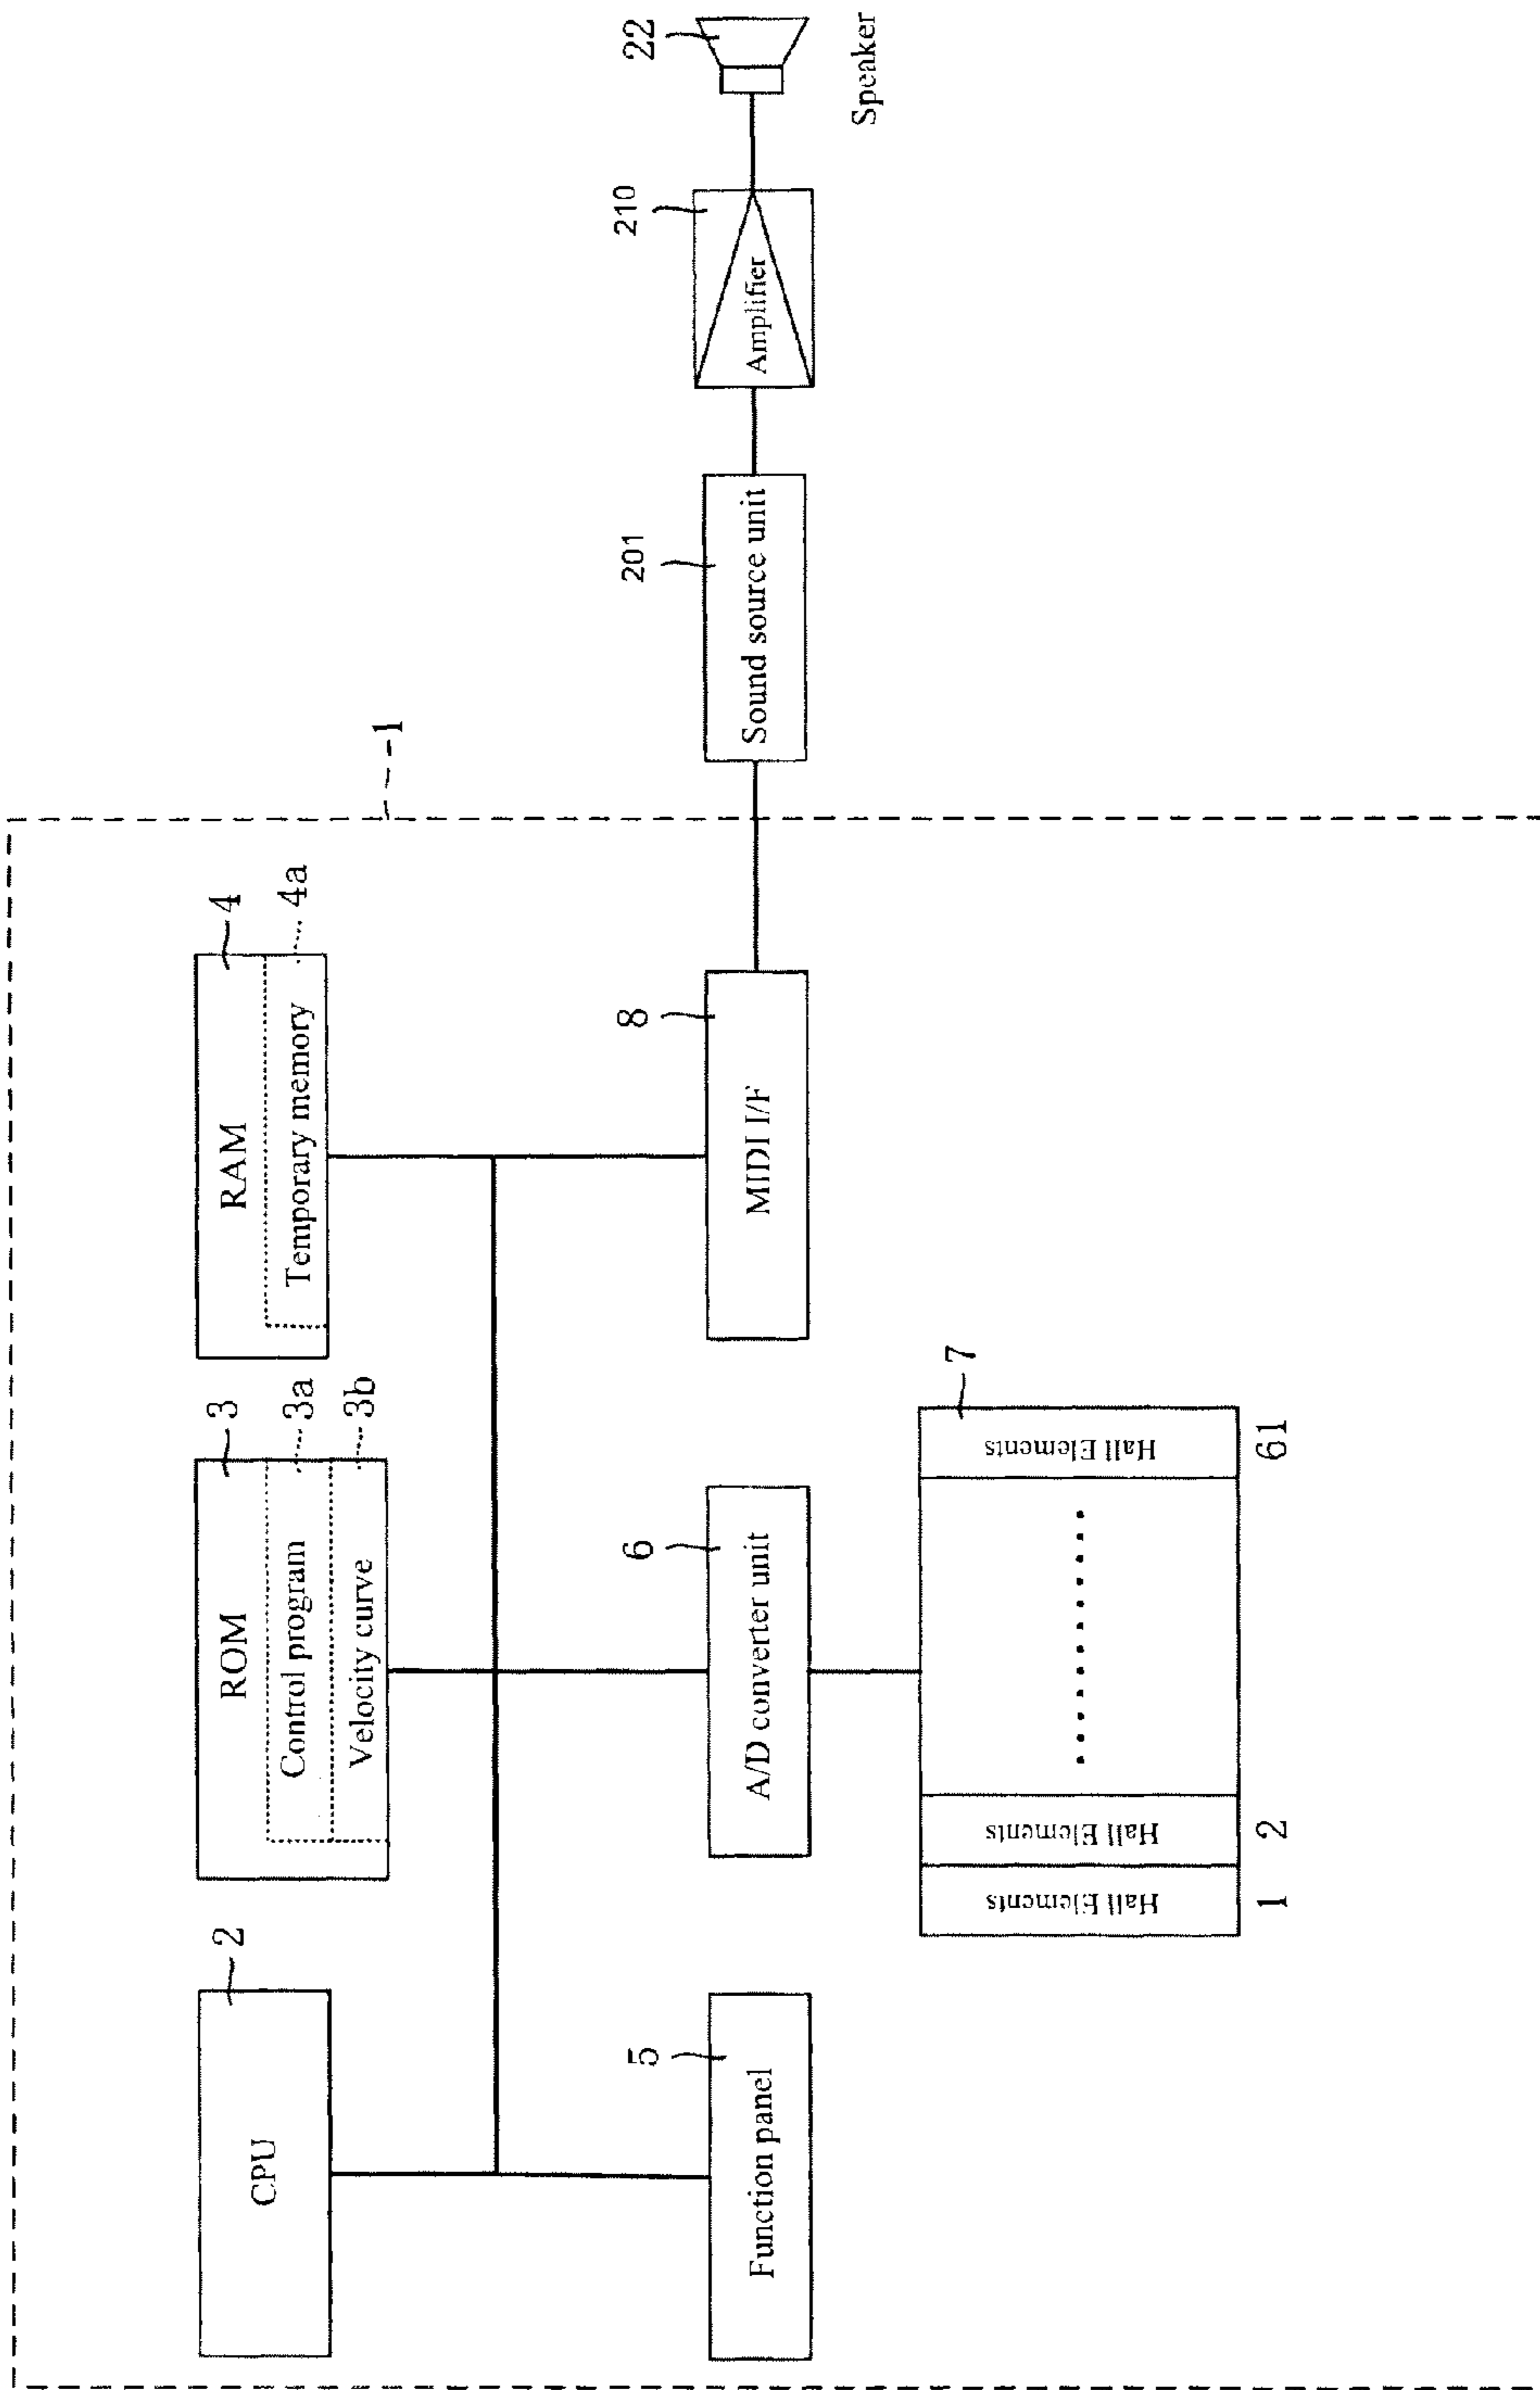 1
CPU
2
ROM
3
Control program
3a
Velocity curve
3b
RAM
4
Temporary memory
4a
Function panel
5
A/D converter unit
6
MIDI I/F
8
Sound source unit
201
Amplifier
210
22
Speaker
7
Hall Elements
Hall Elements
Hall Elements
1
2
61